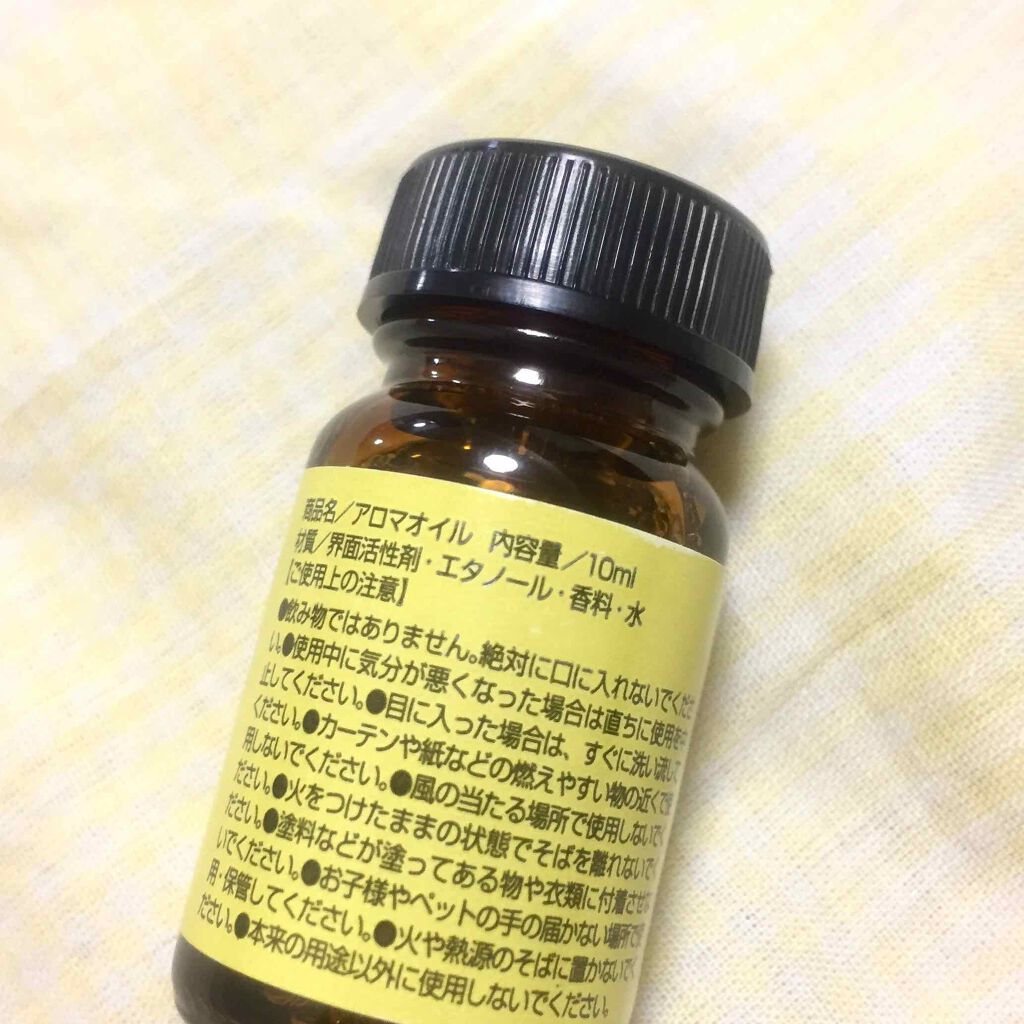 商品名／アロマオイル 内容量／10ml
材質／界面活性剤・エタノール・香料・水
【ご使用上の注意】
●飲み物ではありません。絶対に口に入れないでくださ
い。●使用中に気分が悪くなった場合は直ちに使用を中
止してください。●目に入った場合は、すぐに洗い流して
ください。●カーテンや紙などの燃えやすい物の近くで使
用しないでください。●風の当たる場所で使用しないでく
ださい。●火をつけたままの状態でそばを離れないでく
ださい。●塗料などが塗ってある物や衣類に付着させな
いでください。●お子様やペットの手の届かない場所で使
用・保管してください。●火や熱源のそばに置かないでく
ださい。●本来の用途以外に使用しないでください。